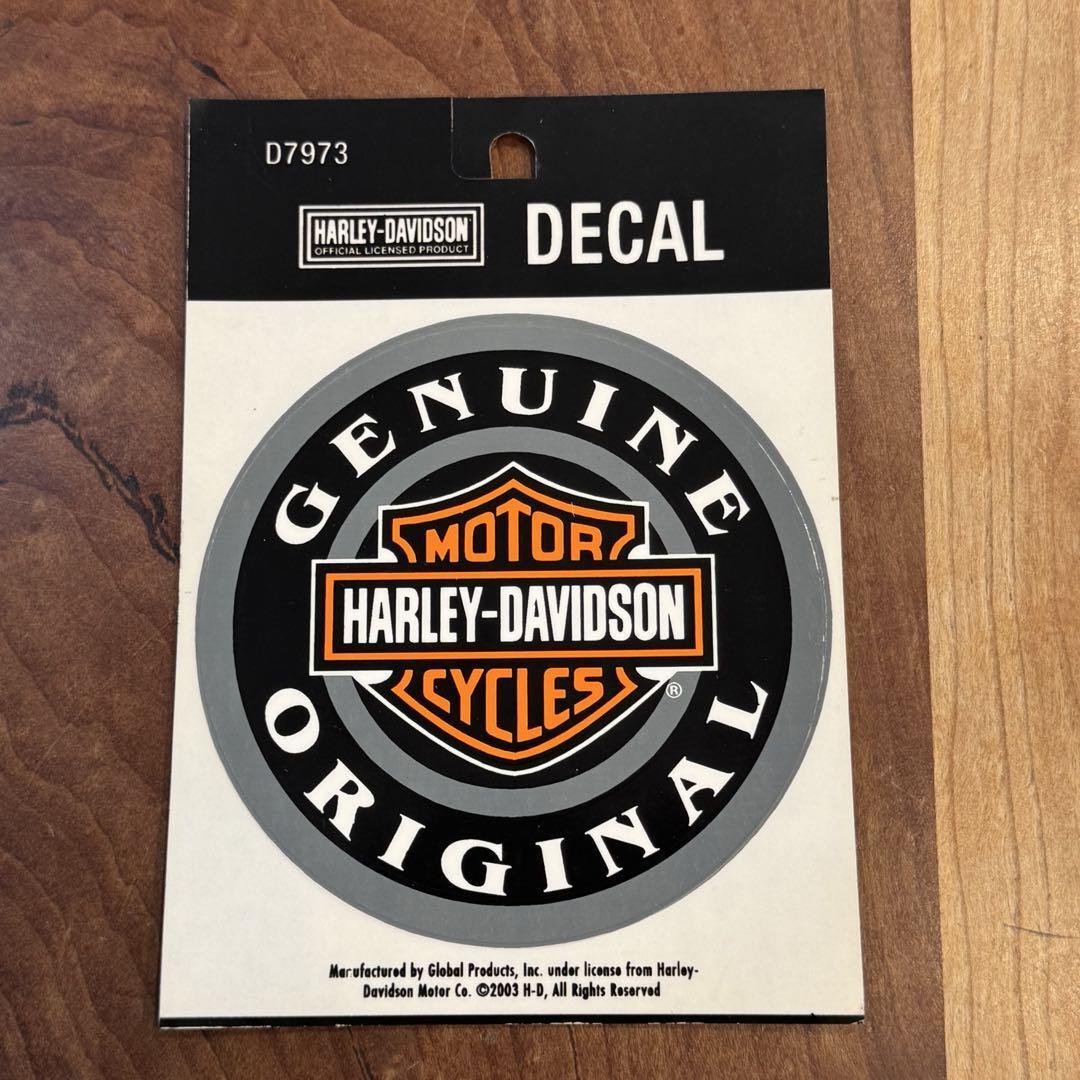 D7973
HARLEY-DAVIDSON
OFFICIAL LICENSED PRODUCT
DECAL
GENUINE
MOTOR
HARLEY-DAVIDSON
CYCLES
®
ORIGINAL
Manufactured by Global Products, Inc. under license from Harley-
Davidson Motor Co. ©2003 H-D, All Rights Reserved